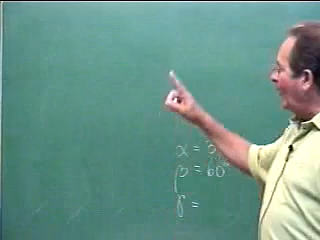 α =
β = 60°
γ =